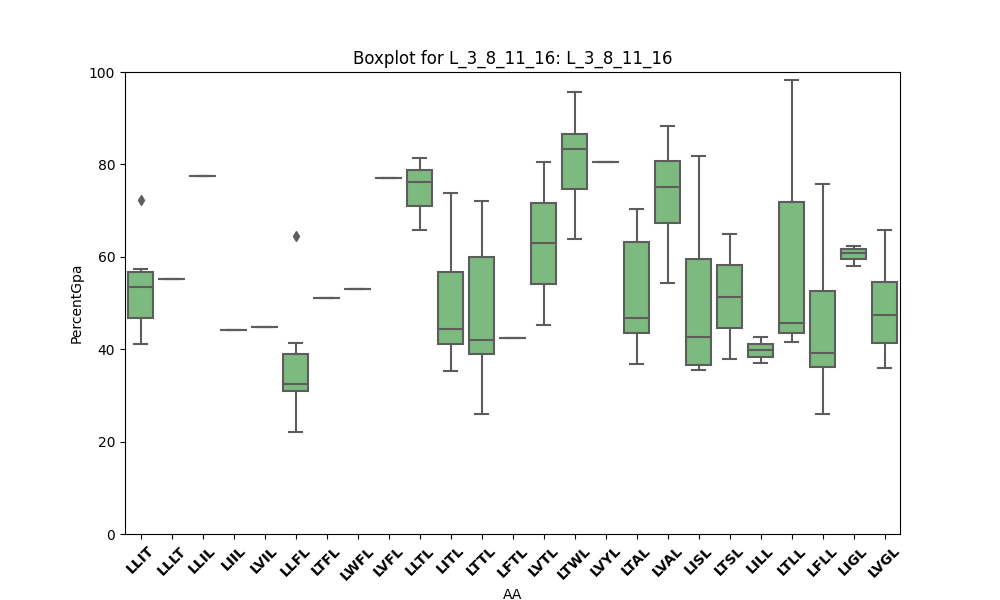 Boxplot for L_3_8_11_16: L_3_8_11_16
100
80
60
40
20
0
PercentGpa
LLIT LLLT LLIL LIIL LVIL LLFL LTFL LWFL LVFL LLTL LITL LTTL LFTL LVTL LTWL LVYL LTAL LVAL LISL LTSL LILL LTLL LFLL LIGL LVGL
AA